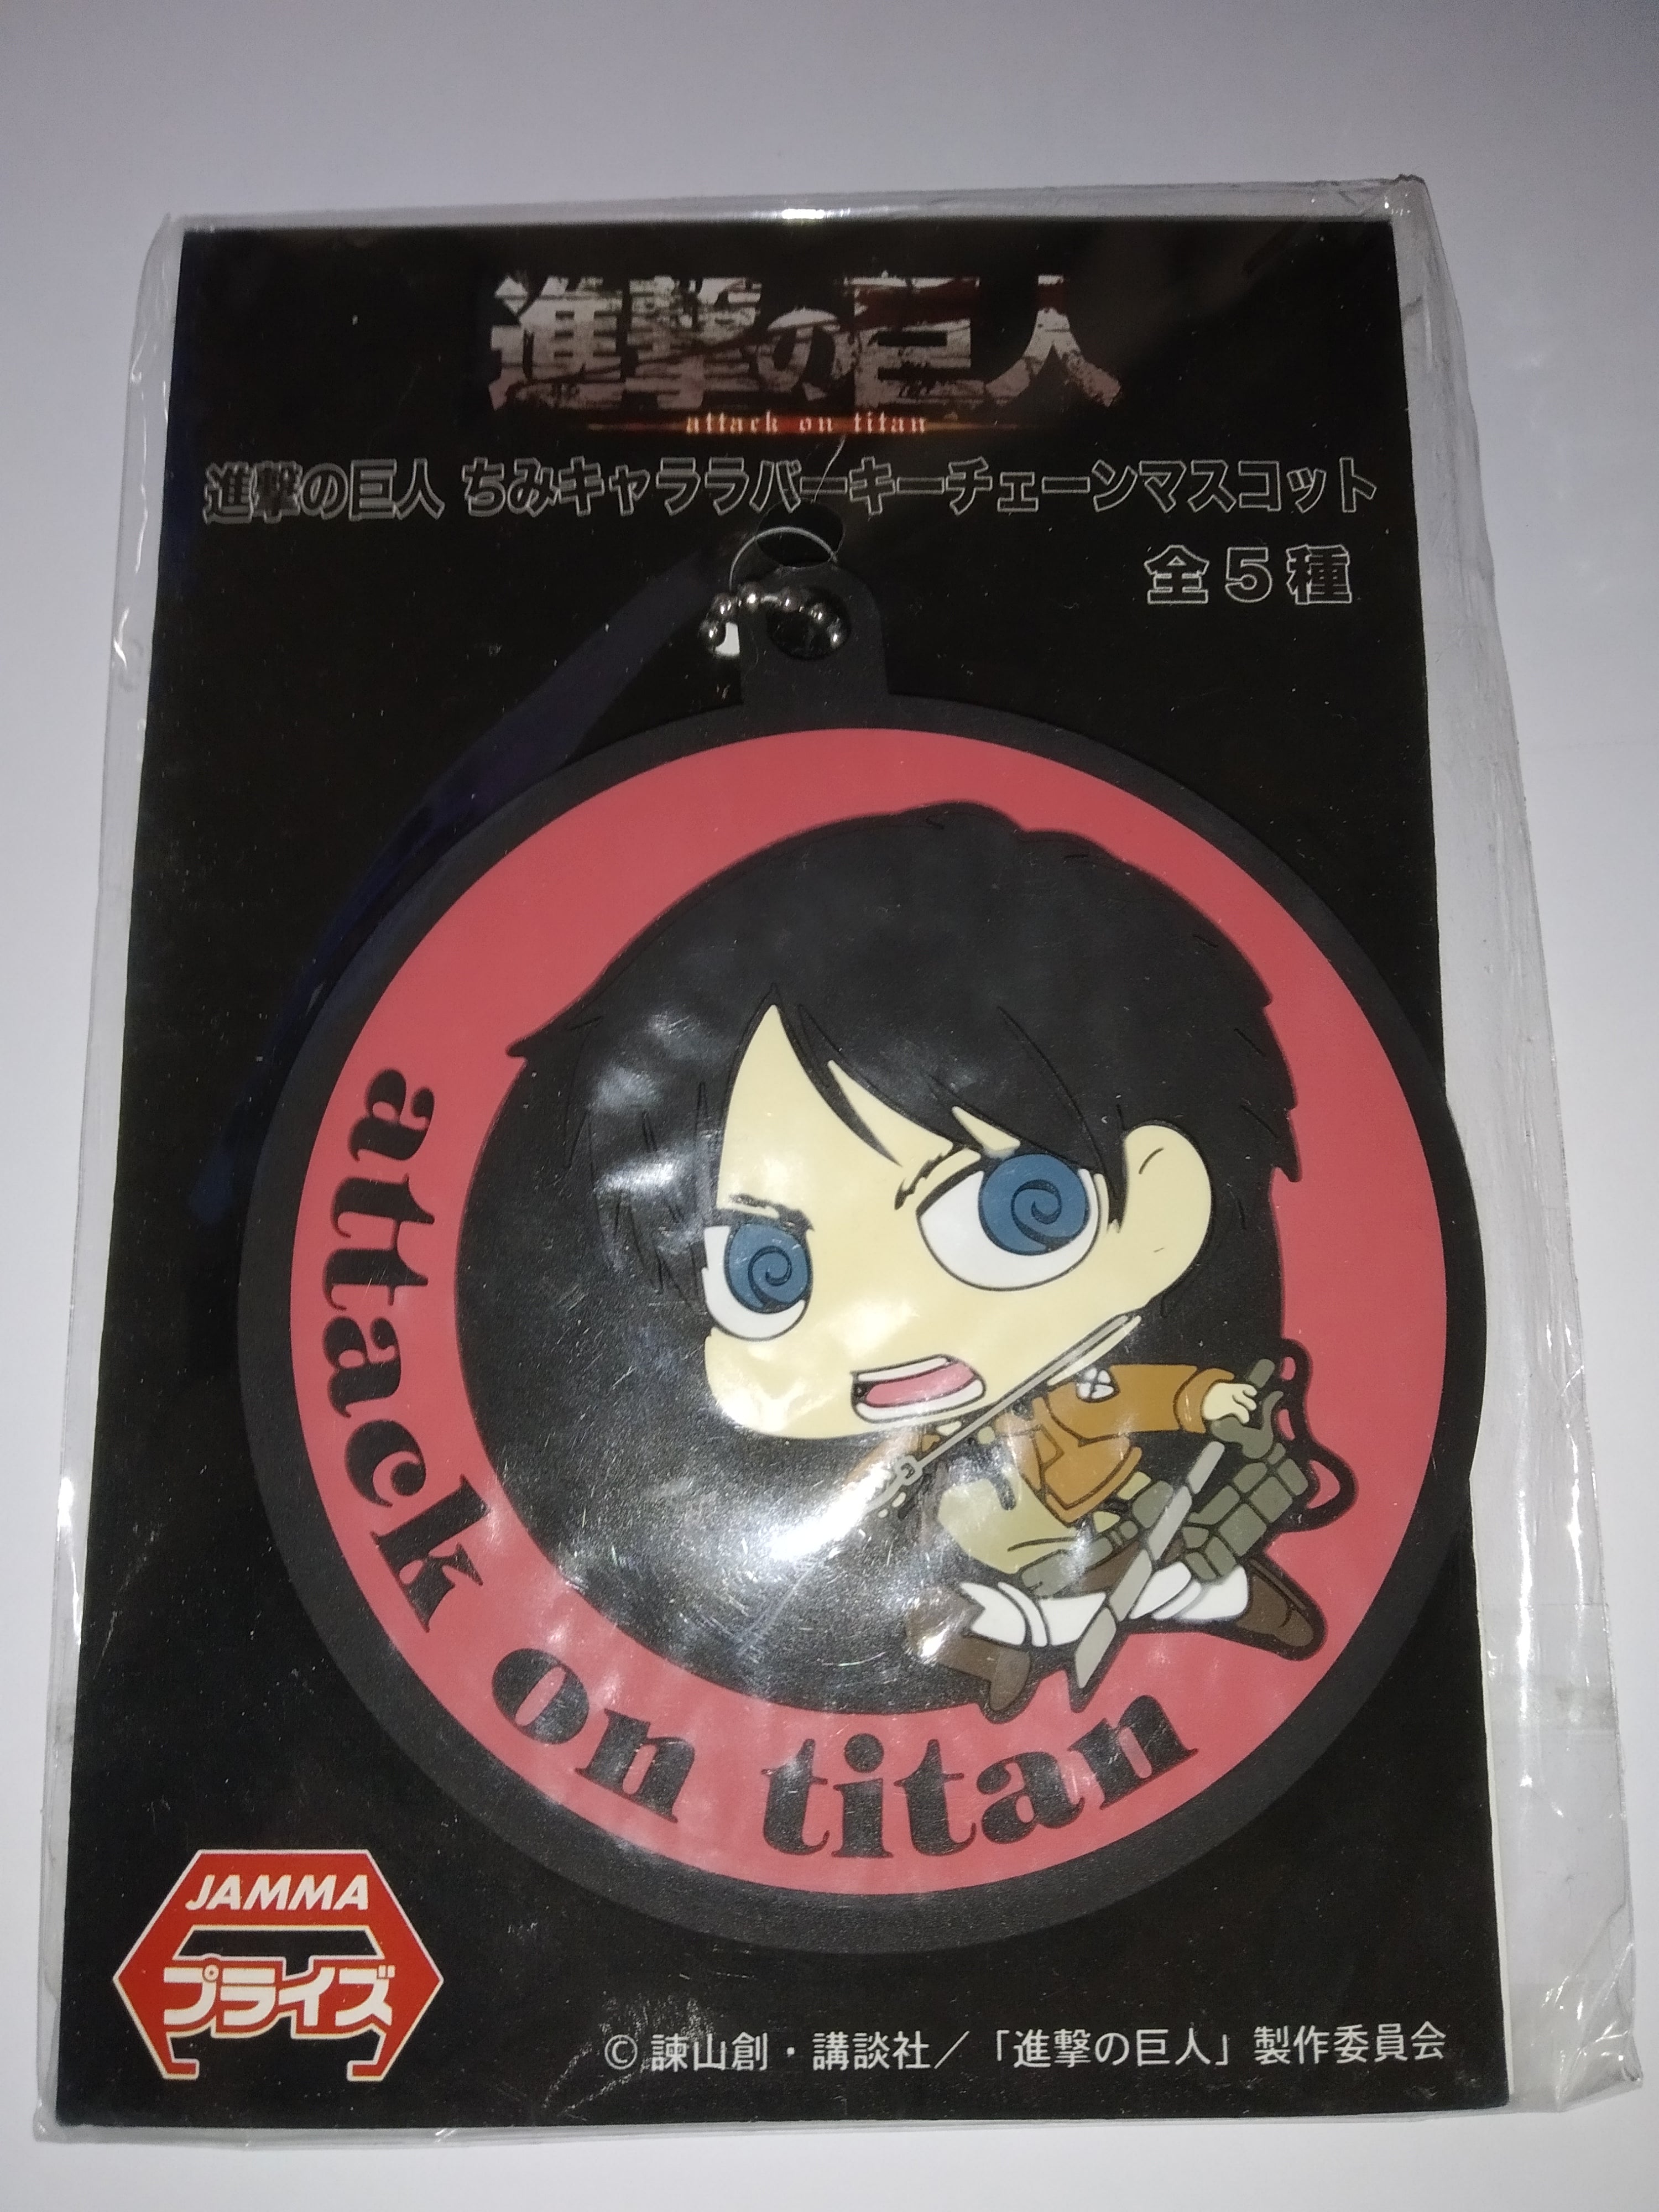 進撃の巨人
attack on titan
進撃の巨人 ちみキャララバーキーチェーンマスコット
全5種
attack on titan
JAMMA
プライズ
© 諫山創・講談社／「進撃の巨人」製作委員会